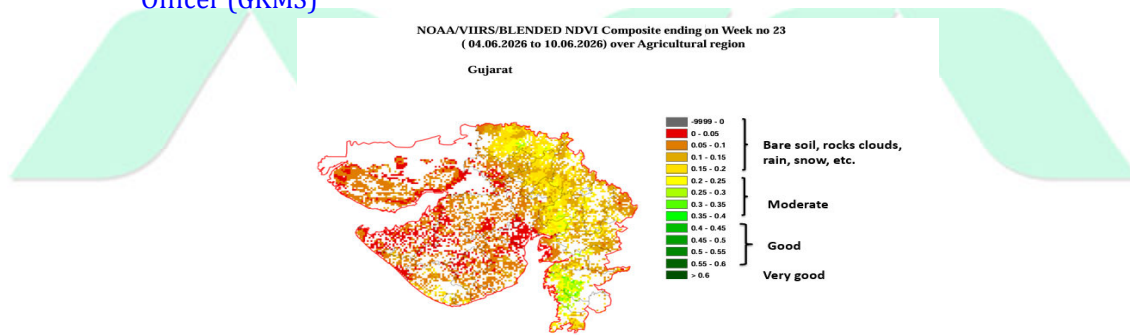 Officer (GKMS)
NOAA/VIIRS/BLENDED NDVI Composite ending on Week no 23
( 04.06.2026 to 10.06.2026) over Agricultural region
Gujarat
-9999 - 0
0 - 0.05
0.05 - 0.1
0.1 - 0.15
0.15 - 0.2
0.2 - 0.25
0.25 - 0.3
0.3 - 0.35
0.35 - 0.4
0.4 - 0.45
0.45 - 0.5
0.5 - 0.55
0.55 - 0.6
> 0.6
Bare soil, rocks clouds,
rain, snow, etc.
Moderate
Good
Very good